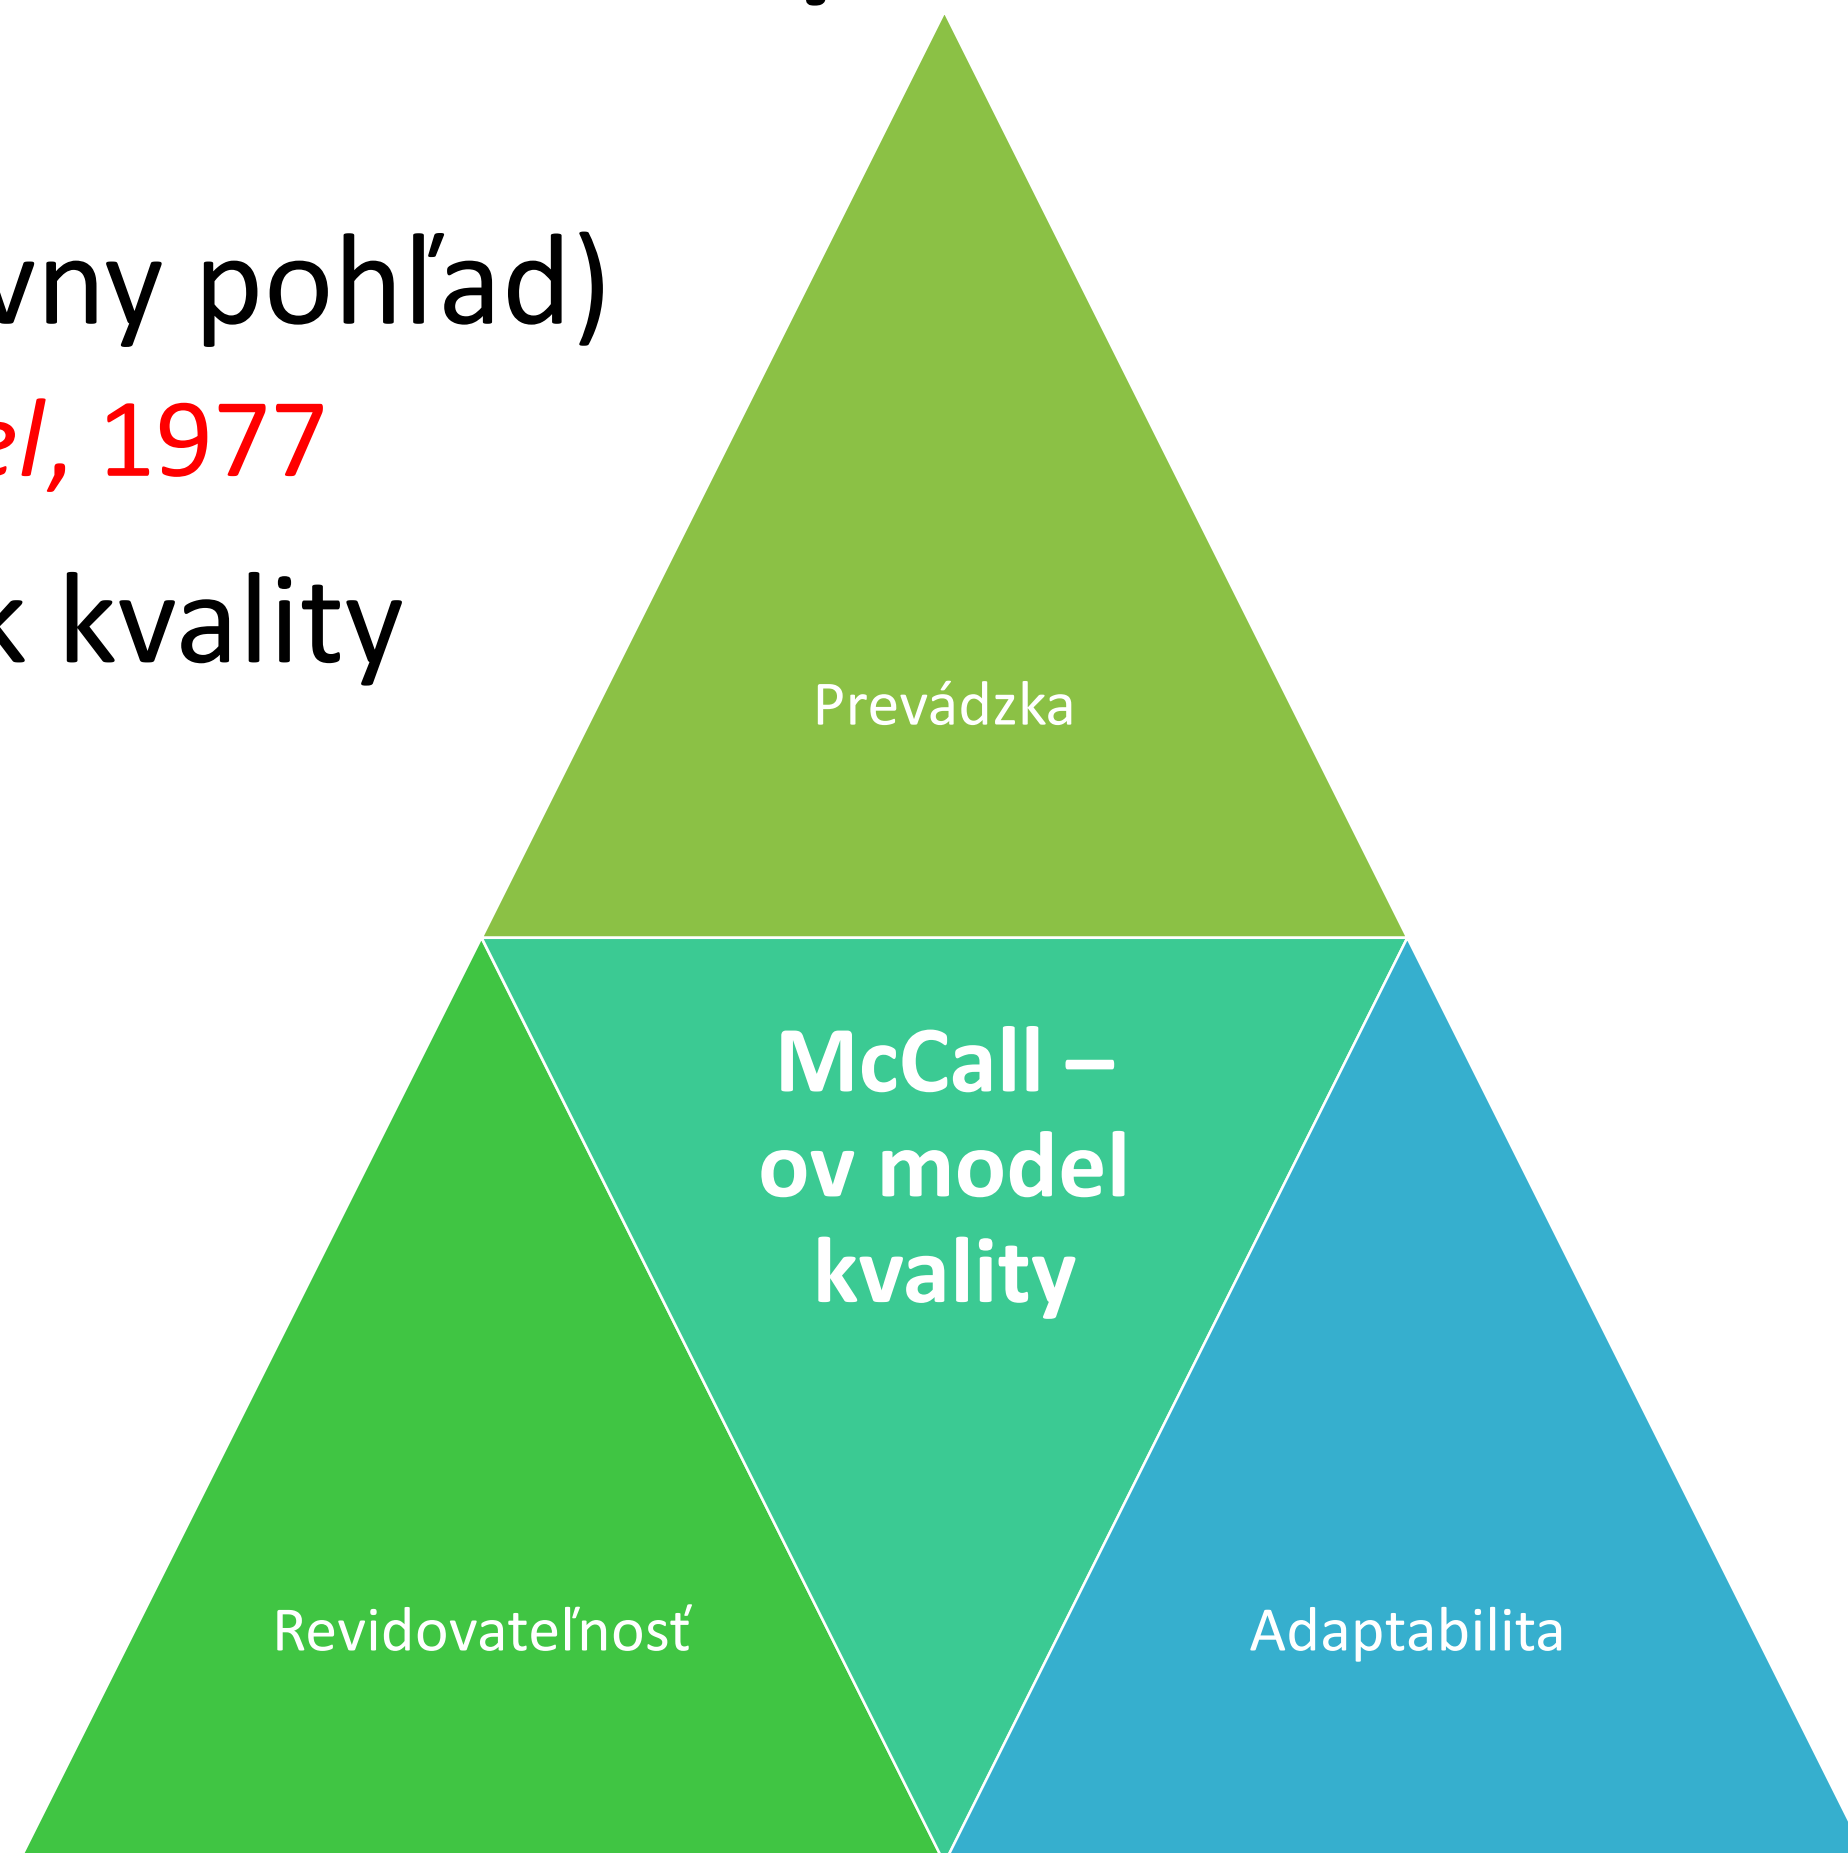 vny pohľad)
el, 1977
k kvality
Prevádzka
McCall –
ov model
kvality
Revidovateľnosť
Adaptabilita